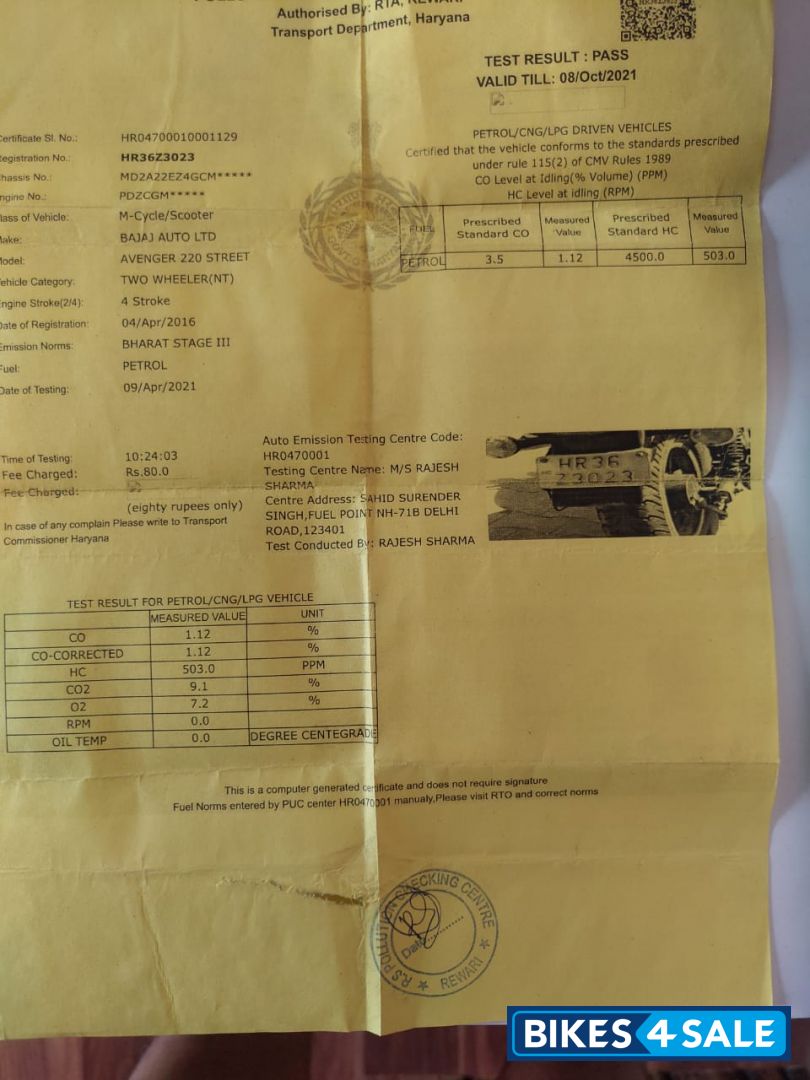 Authorised By: RTA, REWARI
Transport Department, Haryana
TEST RESULT : PASS
VALID TILL: 08/Oct/2021
Certificate Sl. No.: HR04700010001129
Registration No.: HR36Z3023
Chassis No.: MD2A22EZ4GCM*****
Engine No.: PDZCGM*****
Class of Vehicle: M-Cycle/Scooter
Make: BAJAJ AUTO LTD
Model: AVENGER 220 STREET
Vehicle Category: TWO WHEELER(NT)
Engine Stroke(2/4): 4 Stroke
Date of Registration: 04/Apr/2016
Emission Norms: BHARAT STAGE III
Fuel: PETROL
Date of Testing: 09/Apr/2021
PETROL/CNG/LPG DRIVEN VEHICLES
Certified that the vehicle conforms to the standards prescribed
under rule 115(2) of CMV Rules 1989
CO Level at Idling(% Volume) (PPM)
HC Level at idling (RPM)
FUEL Prescribed Standard CO Measured Value Prescribed Standard HC Measured Value
PETROL 3.5 1.12 4500.0 503.0
Time of Testing: 10:24:03
Fee Charged: Rs.80.0
Fee Charged:
(eighty rupees only)
In case of any complain Please write to Transport
Commissioner Haryana
Auto Emission Testing Centre Code:
HR0470001
Testing Centre Name: M/S RAJESH
SHARMA
Centre Address: SAHID SURENDER
SINGH,FUEL POINT NH-71B DELHI
ROAD,123401
Test Conducted By: RAJESH SHARMA
HR36
Z3023
TEST RESULT FOR PETROL/CNG/LPG VEHICLE
MEASURED VALUE UNIT
CO 1.12 %
CO-CORRECTED 1.12 %
HC 503.0 PPM
CO2 9.1 %
O2 7.2 %
RPM 0.0
OIL TEMP 0.0 DEGREE CENTEGRADE
This is a computer generated certificate and does not require signature
Fuel Norms entered by PUC center HR0470001 manualy,Please visit RTO and correct norms
R.S POLLUTION CHECKING CENTRE
Date
★ REWARI ★
BIKES4SALE